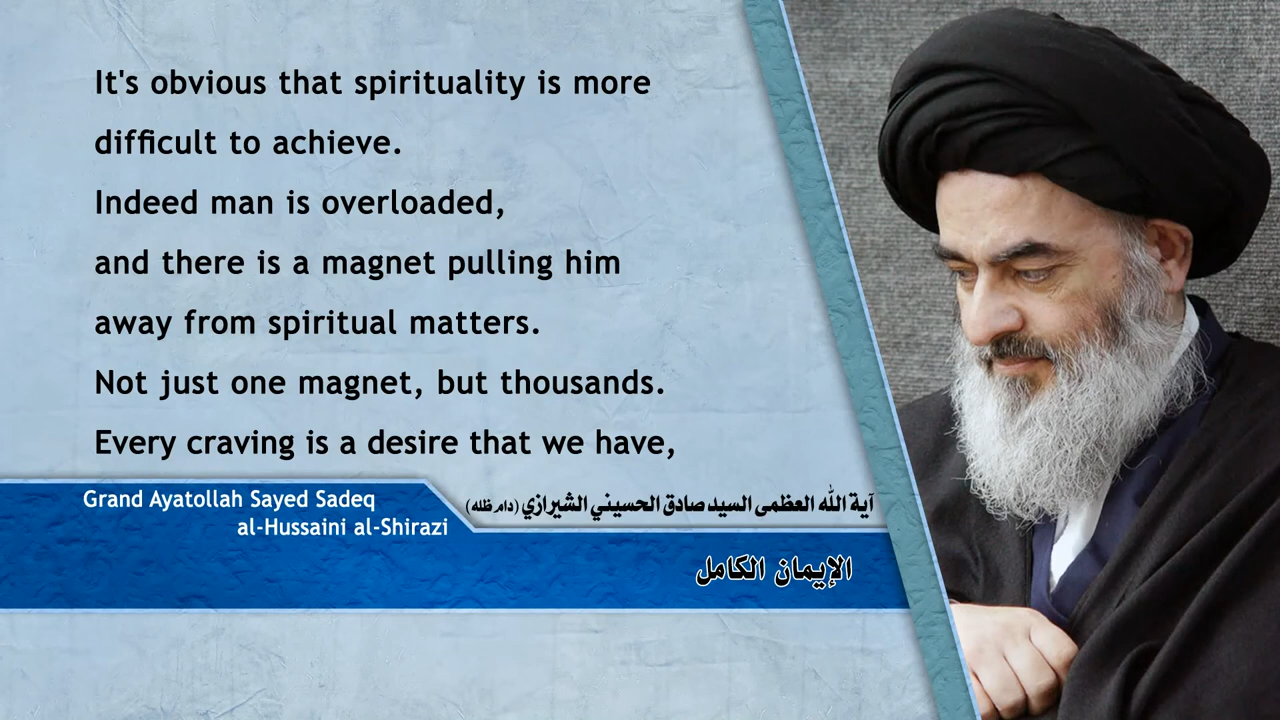 It's obvious that spirituality is more
difficult to achieve.
Indeed man is overloaded,
and there is a magnet pulling him
away from spiritual matters.
Not just one magnet, but thousands.
Every craving is a desire that we have,
Grand Ayatollah Sayed Sadeq
al-Hussaini al-Shirazi
آية الله العظمى السيد صادق الحسيني الشيرازي (دام ظله)
الإيمان الكامل